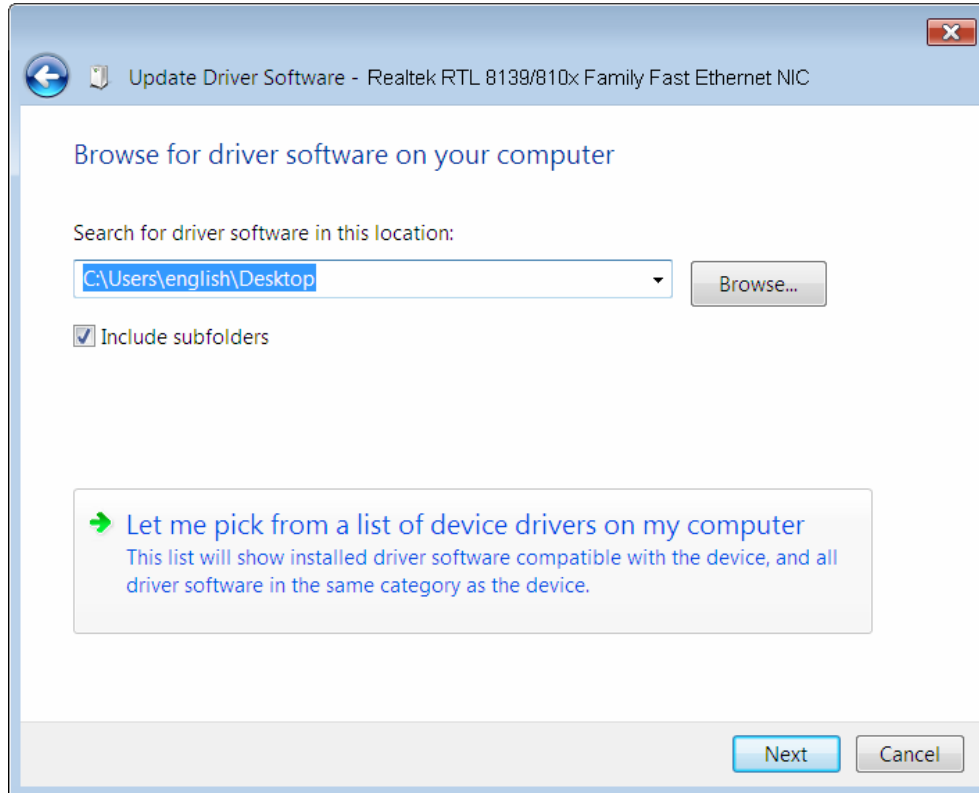 Update Driver Software - Realtek RTL 8139/810x Family Fast Ethernet NIC
Browse for driver software on your computer
Search for driver software in this location:
C:\Users\english\Desktop
Browse...
Include subfolders
Let me pick from a list of device drivers on my computer
This list will show installed driver software compatible with the device, and all
driver software in the same category as the device.
Next
Cancel